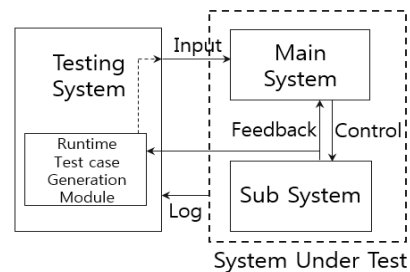 Testing
System
Input
Main
System
Feedback
Control
Runtime
Test case
Generation
Module
Log
Sub System
System Under Test